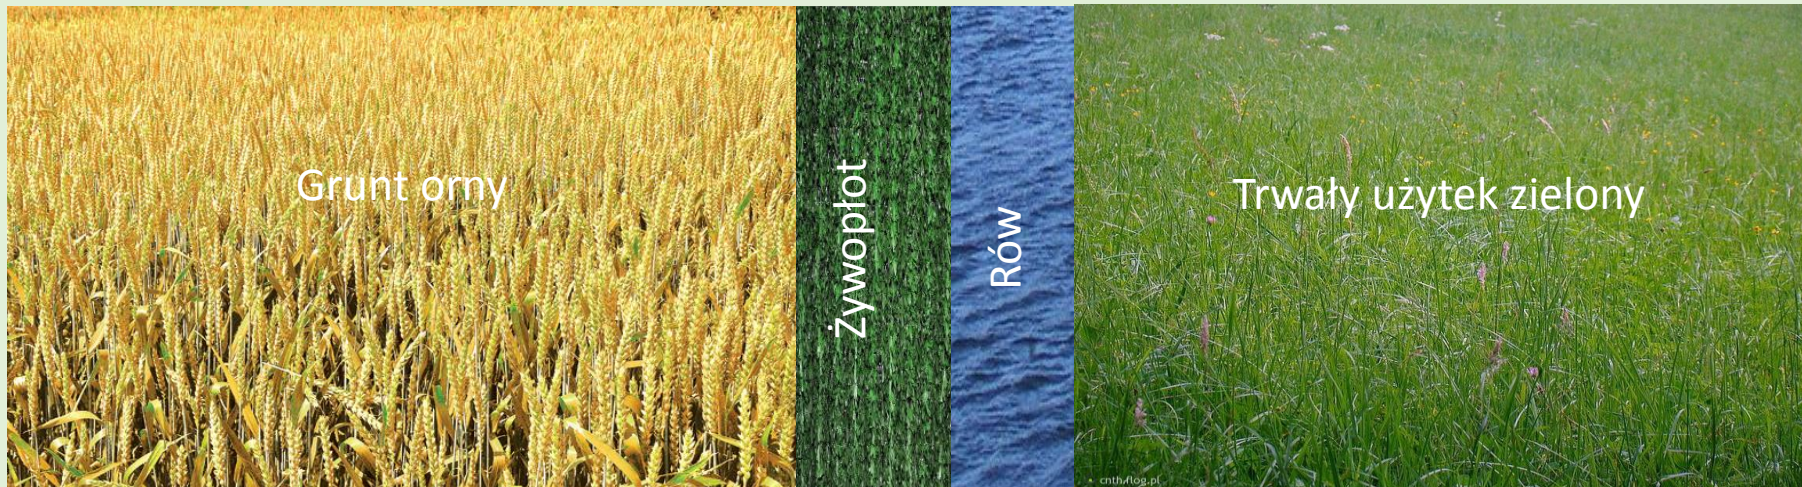 Grunt orny
Żywopłot
Rów
Trwały użytek zielony
cnth.flog.pl